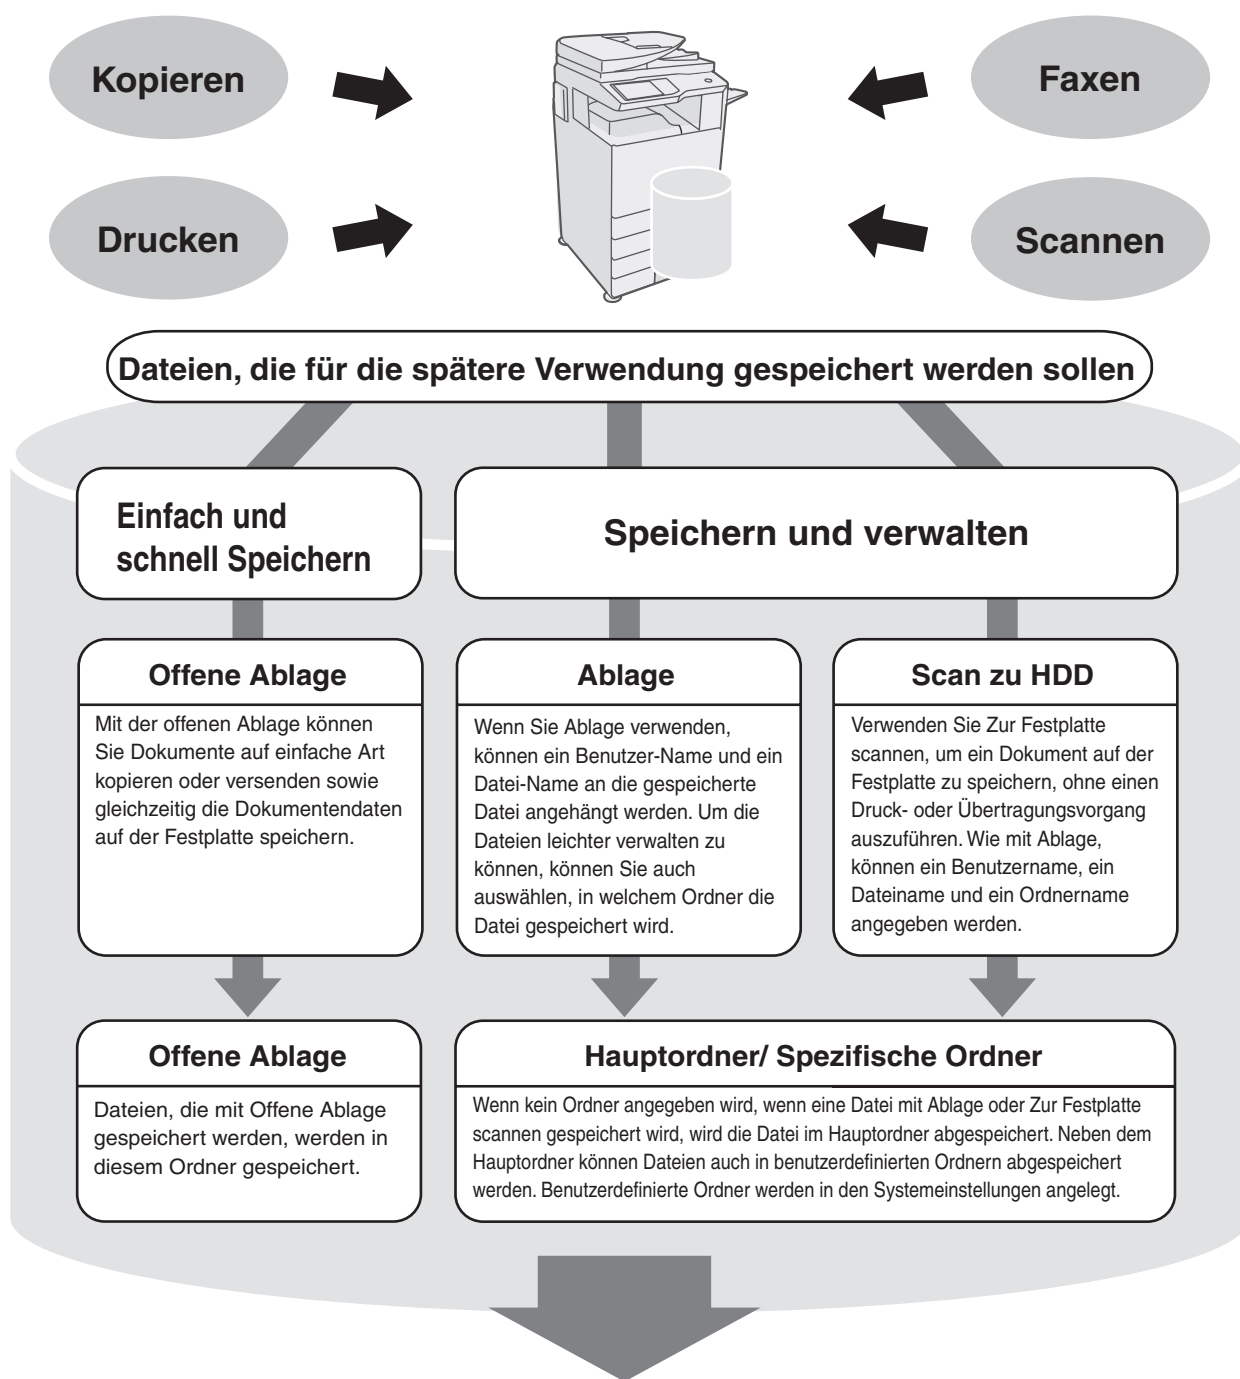 Kopieren
Faxen
Drucken
Scannen
Dateien, die für die spätere Verwendung gespeichert werden sollen
Einfach und
schnell Speichern
Speichern und verwalten
Offene Ablage
Mit der offenen Ablage können
Sie Dokumente auf einfache Art
kopieren oder versenden sowie
gleichzeitig die Dokumentendaten
auf der Festplatte speichern.
Ablage
Wenn Sie Ablage verwenden,
können ein Benutzer-Name und ein
Datei-Name an die gespeicherte
Datei angehängt werden. Um die
Dateien leichter verwalten zu
können, können Sie auch
auswählen, in welchem Ordner die
Datei gespeichert wird.
Scan zu HDD
Verwenden Sie Zur Festplatte
scannen, um ein Dokument auf der
Festplatte zu speichern, ohne einen
Druck- oder Übertragungsvorgang
auszuführen. Wie mit Ablage,
können ein Benutzername, ein
Dateiname und ein Ordnername
angegeben werden.
Offene Ablage
Dateien, die mit Offene Ablage
gespeichert werden, werden in
diesem Ordner gespeichert.
Hauptordner/ Spezifische Ordner
Wenn kein Ordner angegeben wird, wenn eine Datei mit Ablage oder Zur Festplatte
scannen gespeichert wird, wird die Datei im Hauptordner abgespeichert. Neben dem
Hauptordner können Dateien auch in benutzerdefinierten Ordnern abgespeichert
werden. Benutzerdefinierte Ordner werden in den Systemeinstellungen angelegt.